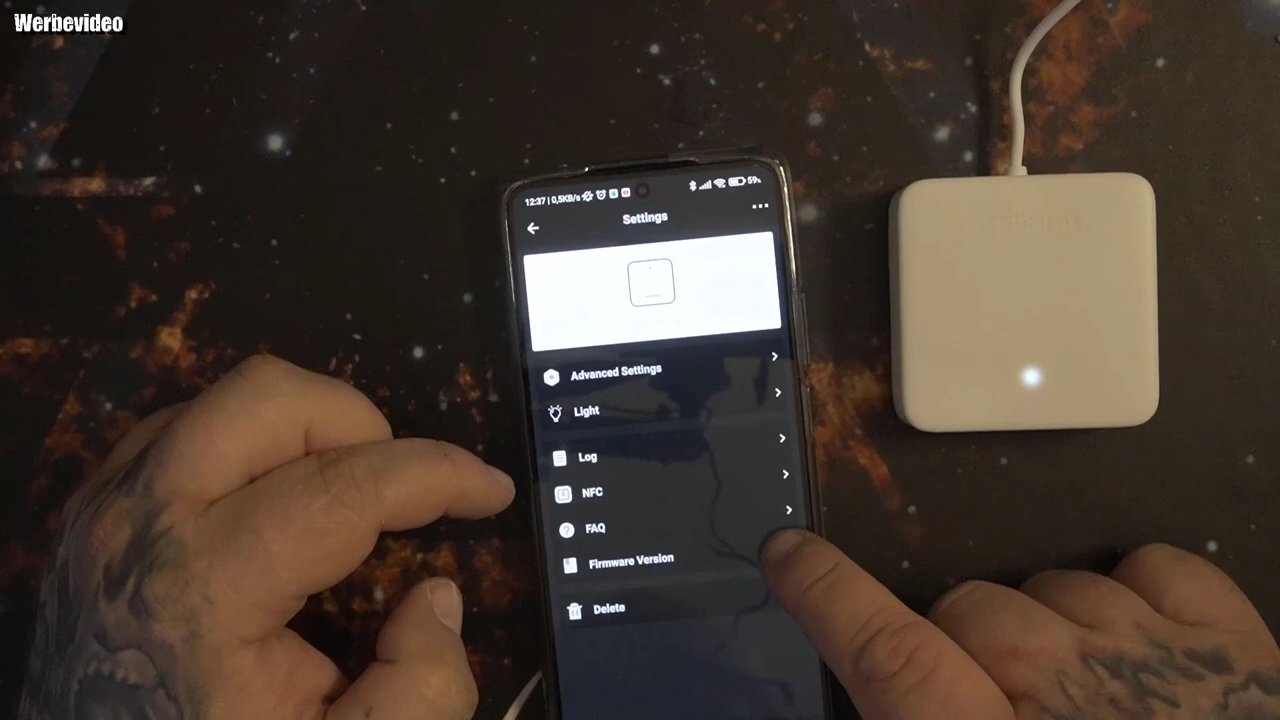 Werbevideo
12:37 | 0,5KB/s
59%
Settings
Advanced Settings
Light
Log
NFC
FAQ
Firmware Version
Delete